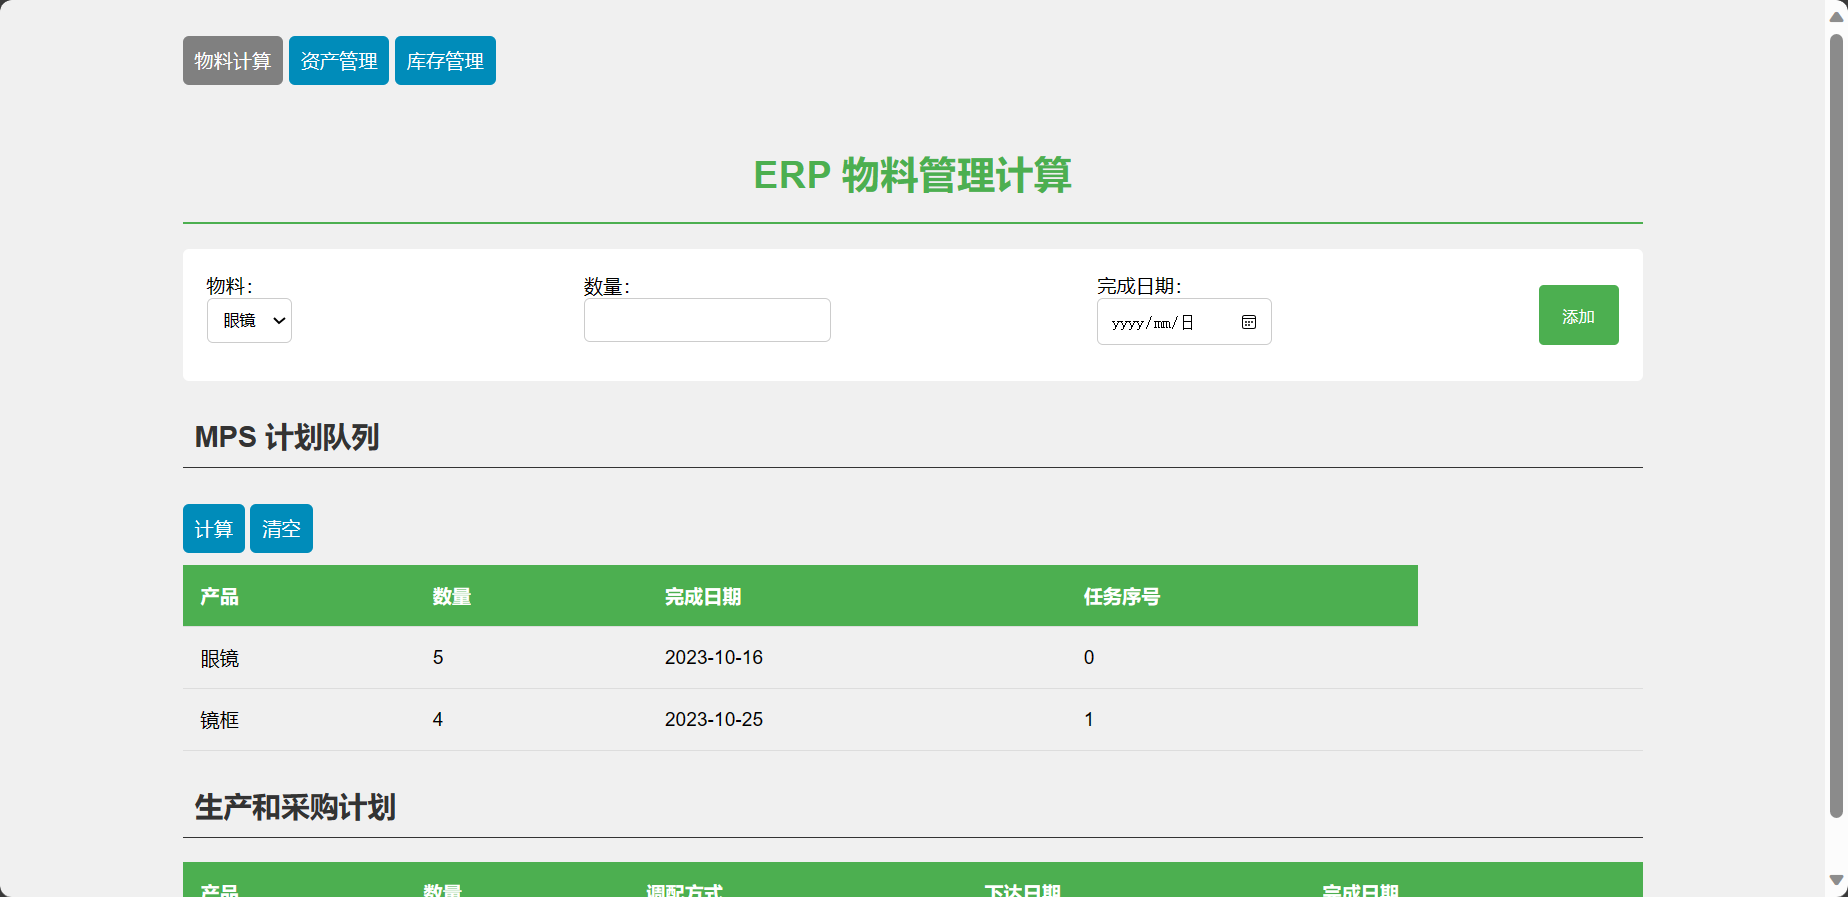 物料计算 资产管理 库存管理
ERP 物料管理计算
物料： 数量： 完成日期：
眼镜 yyyy/mm/日 添加
MPS 计划队列
计算 清空
产品 数量 完成日期 任务序号
眼镜 5 2023-10-16 0
镜框 4 2023-10-25 1
生产和采购计划
产品 数量 调配方式 下达日期 完成日期